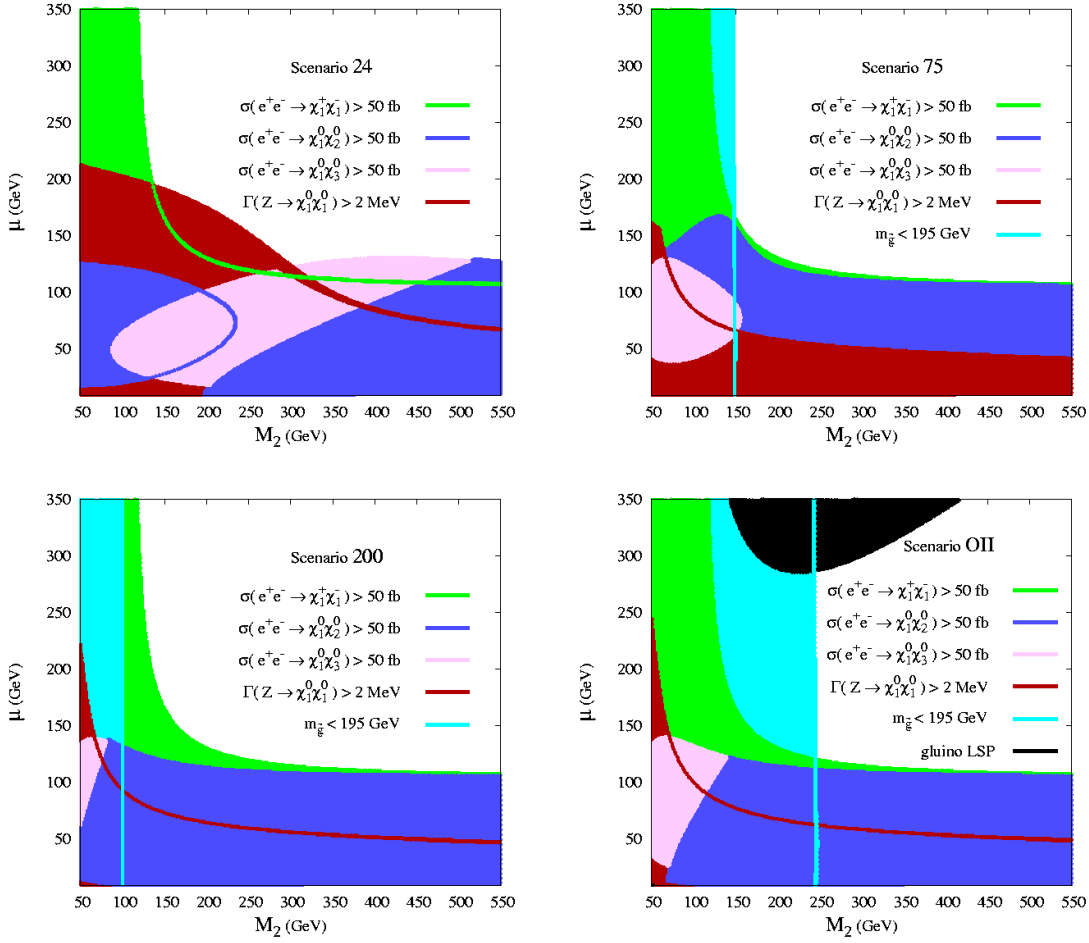 350
300
250
200
150
100
50
μ (GeV)
Scenario 24
σ( e⁺e⁻ → χ₁⁺χ₁⁻) > 50 fb
σ( e⁺e⁻ → χ₁⁰χ₂⁰) > 50 fb
σ( e⁺e⁻ → χ₁⁰χ₃⁰) > 50 fb
Γ( Z → χ₁⁰χ₁⁰) > 2 MeV
50 100 150 200 250 300 350 400 450 500 550
M₂ (GeV)
350
300
250
200
150
100
50
μ (GeV)
Scenario 75
σ( e⁺e⁻ → χ₁⁺χ₁⁻) > 50 fb
σ( e⁺e⁻ → χ₁⁰χ₂⁰) > 50 fb
σ( e⁺e⁻ → χ₁⁰χ₃⁰) > 50 fb
Γ( Z → χ₁⁰χ₁⁰) > 2 MeV
m_g̃ < 195 GeV
50 100 150 200 250 300 350 400 450 500 550
M₂ (GeV)
350
300
250
200
150
100
50
μ (GeV)
Scenario 200
σ( e⁺e⁻ → χ₁⁺χ₁⁻) > 50 fb
σ( e⁺e⁻ → χ₁⁰χ₂⁰) > 50 fb
σ( e⁺e⁻ → χ₁⁰χ₃⁰) > 50 fb
Γ( Z → χ₁⁰χ₁⁰) > 2 MeV
m_g̃ < 195 GeV
50 100 150 200 250 300 350 400 450 500 550
M₂ (GeV)
350
300
250
200
150
100
50
μ (GeV)
Scenario OII
σ( e⁺e⁻ → χ₁⁺χ₁⁻) > 50 fb
σ( e⁺e⁻ → χ₁⁰χ₂⁰) > 50 fb
σ( e⁺e⁻ → χ₁⁰χ₃⁰) > 50 fb
Γ( Z → χ₁⁰χ₁⁰) > 2 MeV
m_g̃ < 195 GeV
gluino LSP
50 100 150 200 250 300 350 400 450 500 550
M₂ (GeV)